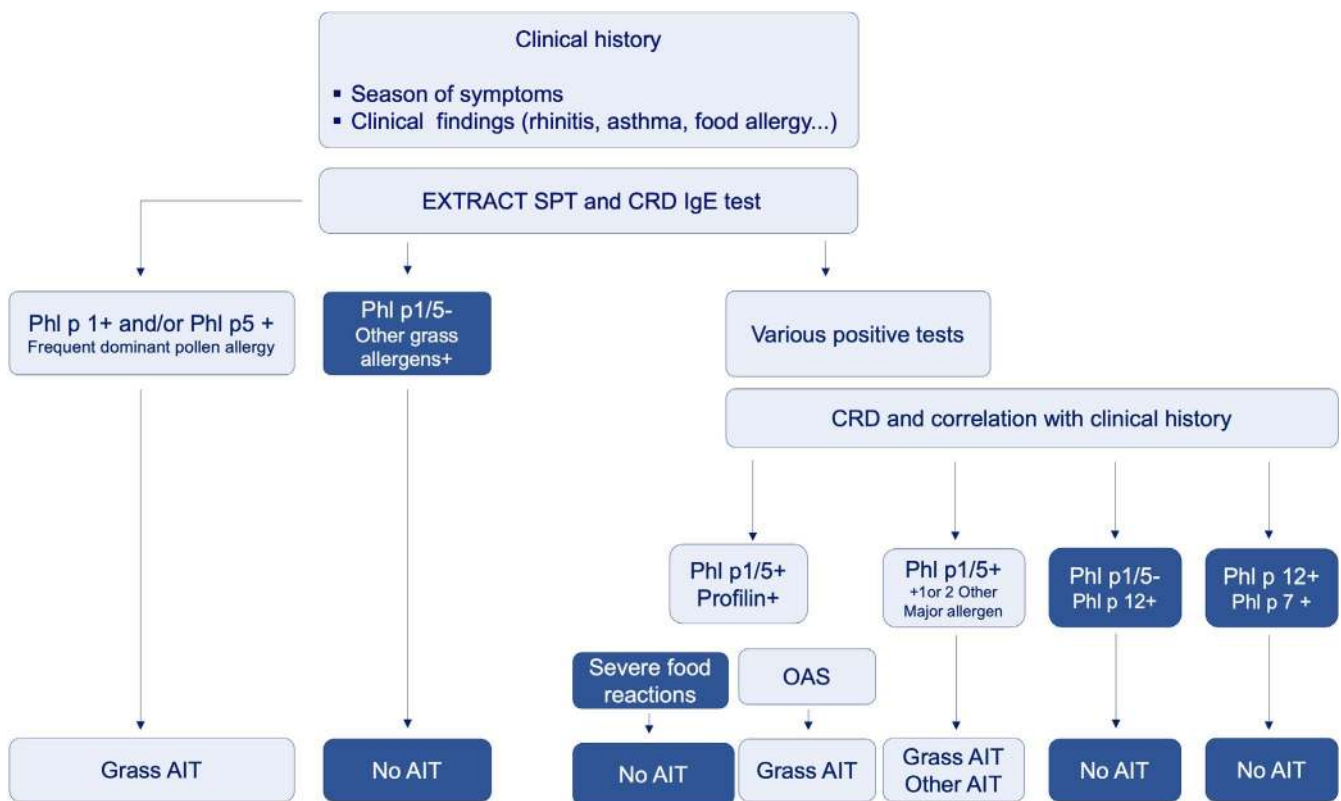 Clinical history
▪ Season of symptoms
▪ Clinical findings (rhinitis, asthma, food allergy...)
EXTRACT SPT and CRD IgE test
Phl p 1+ and/or Phl p5 +
Frequent dominant pollen allergy
Phl p1/5-
Other grass
allergens+
Various positive tests
CRD and correlation with clinical history
Phl p1/5+
Profilin+
Phl p1/5+
+1or 2 Other
Major allergen
Phl p1/5-
Phl p 12+
Phl p 12+
Phl p 7 +
Severe food
reactions
OAS
Grass AIT
No AIT
No AIT
Grass AIT
Grass AIT
Other AIT
No AIT
No AIT